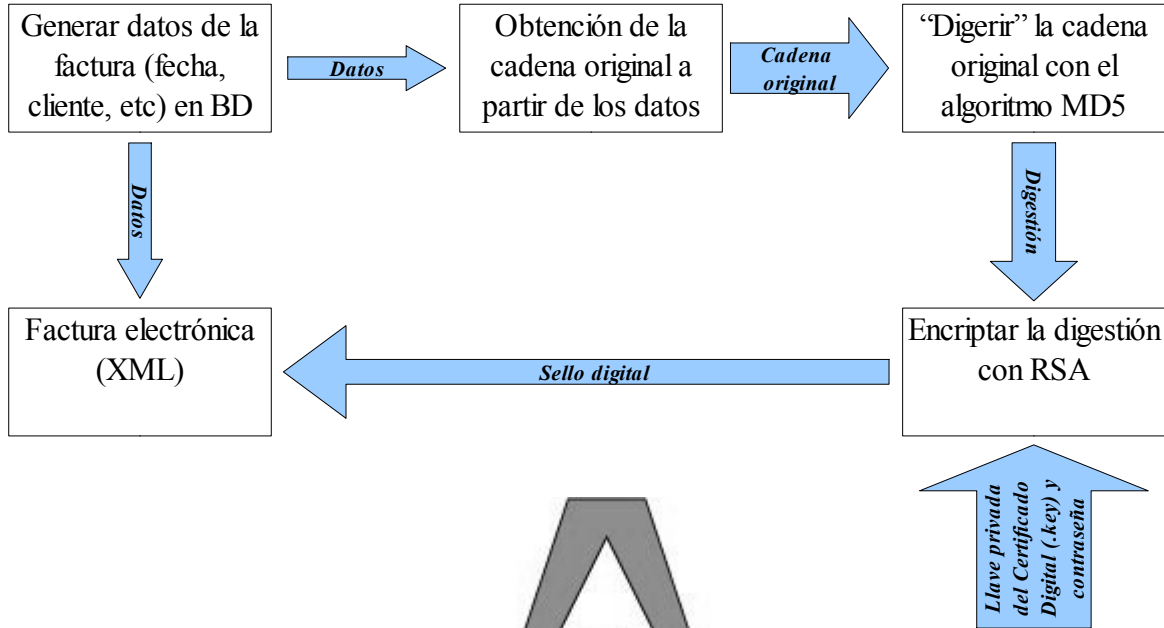 Generar datos de la
factura (fecha,
cliente, etc) en BD
Datos
Obtención de la
cadena original a
partir de los datos
Cadena
original
“Digerir” la cadena
original con el
algoritmo MD5
Datos
Digestión
Factura electrónica
(XML)
Sello digital
Encriptar la digestión
con RSA
Llave privada
del Certificado
Digital (.key) y
contraseña